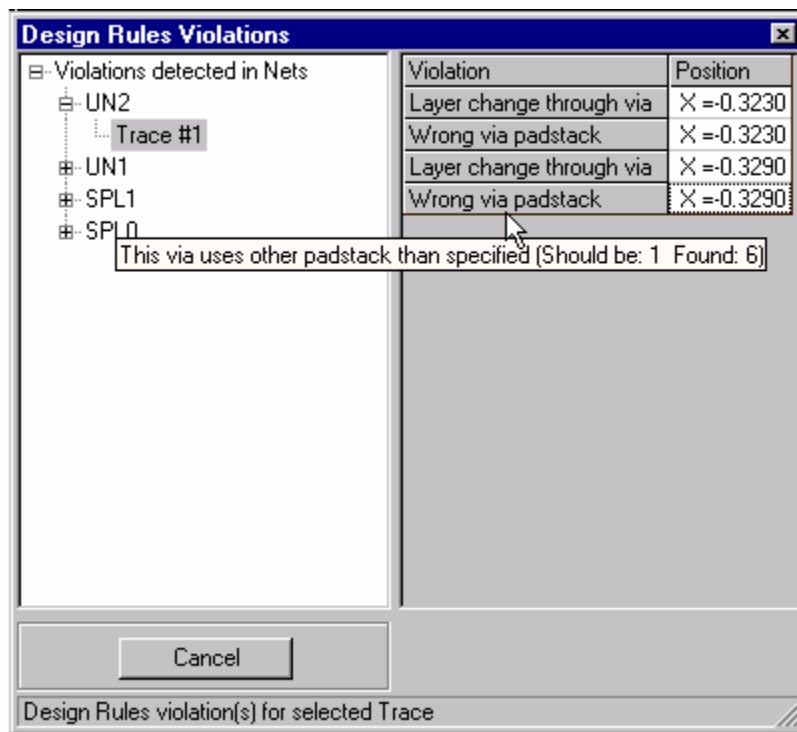 Design Rules Violations
Violations detected in Nets
UN2
Trace #1
UN1
SPL1
SPL0
Violation Position
Layer change through via X =-0.3230
Wrong via padstack X =-0.3230
Layer change through via X =-0.3290
Wrong via padstack X =-0.3290
This via uses other padstack than specified (Should be: 1 Found: 6)
Cancel
Design Rules violation(s) for selected Trace